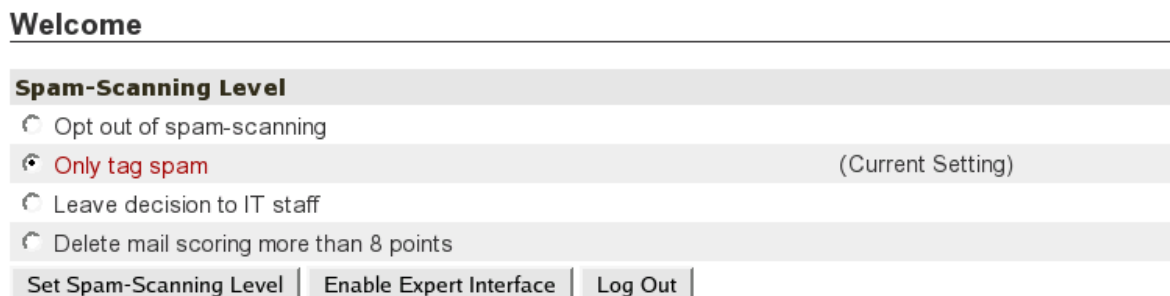 Welcome
Spam-Scanning Level
Opt out of spam-scanning
Only tag spam (Current Setting)
Leave decision to IT staff
Delete mail scoring more than 8 points
Set Spam-Scanning Level Enable Expert Interface Log Out